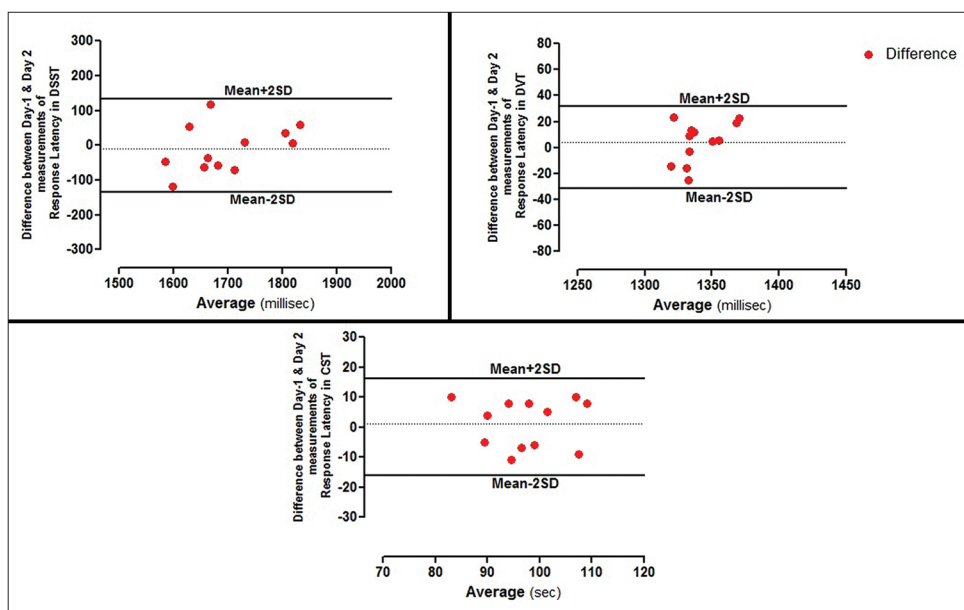 Difference between Day-1 & Day 2
measurements of
Response Latency in DSST
300
200
100
0
-100
-200
-300
Mean+2SD
Mean-2SD
1500 1600 1700 1800 1900 2000
Average (millisec)
Difference between Day-1 & Day 2
measurements of
Response Latency in DVT
80
60
40
20
0
-20
-40
-60
-80
Mean+2SD
Mean-2SD
1250 1300 1350 1400 1450
Average (millisec)
Difference
Difference between Day-1 & Day 2
measurements of
Response Latency in CST
30
20
10
0
-10
-20
-30
Mean+2SD
Mean-2SD
70 80 90 100 110 120
Average (sec)